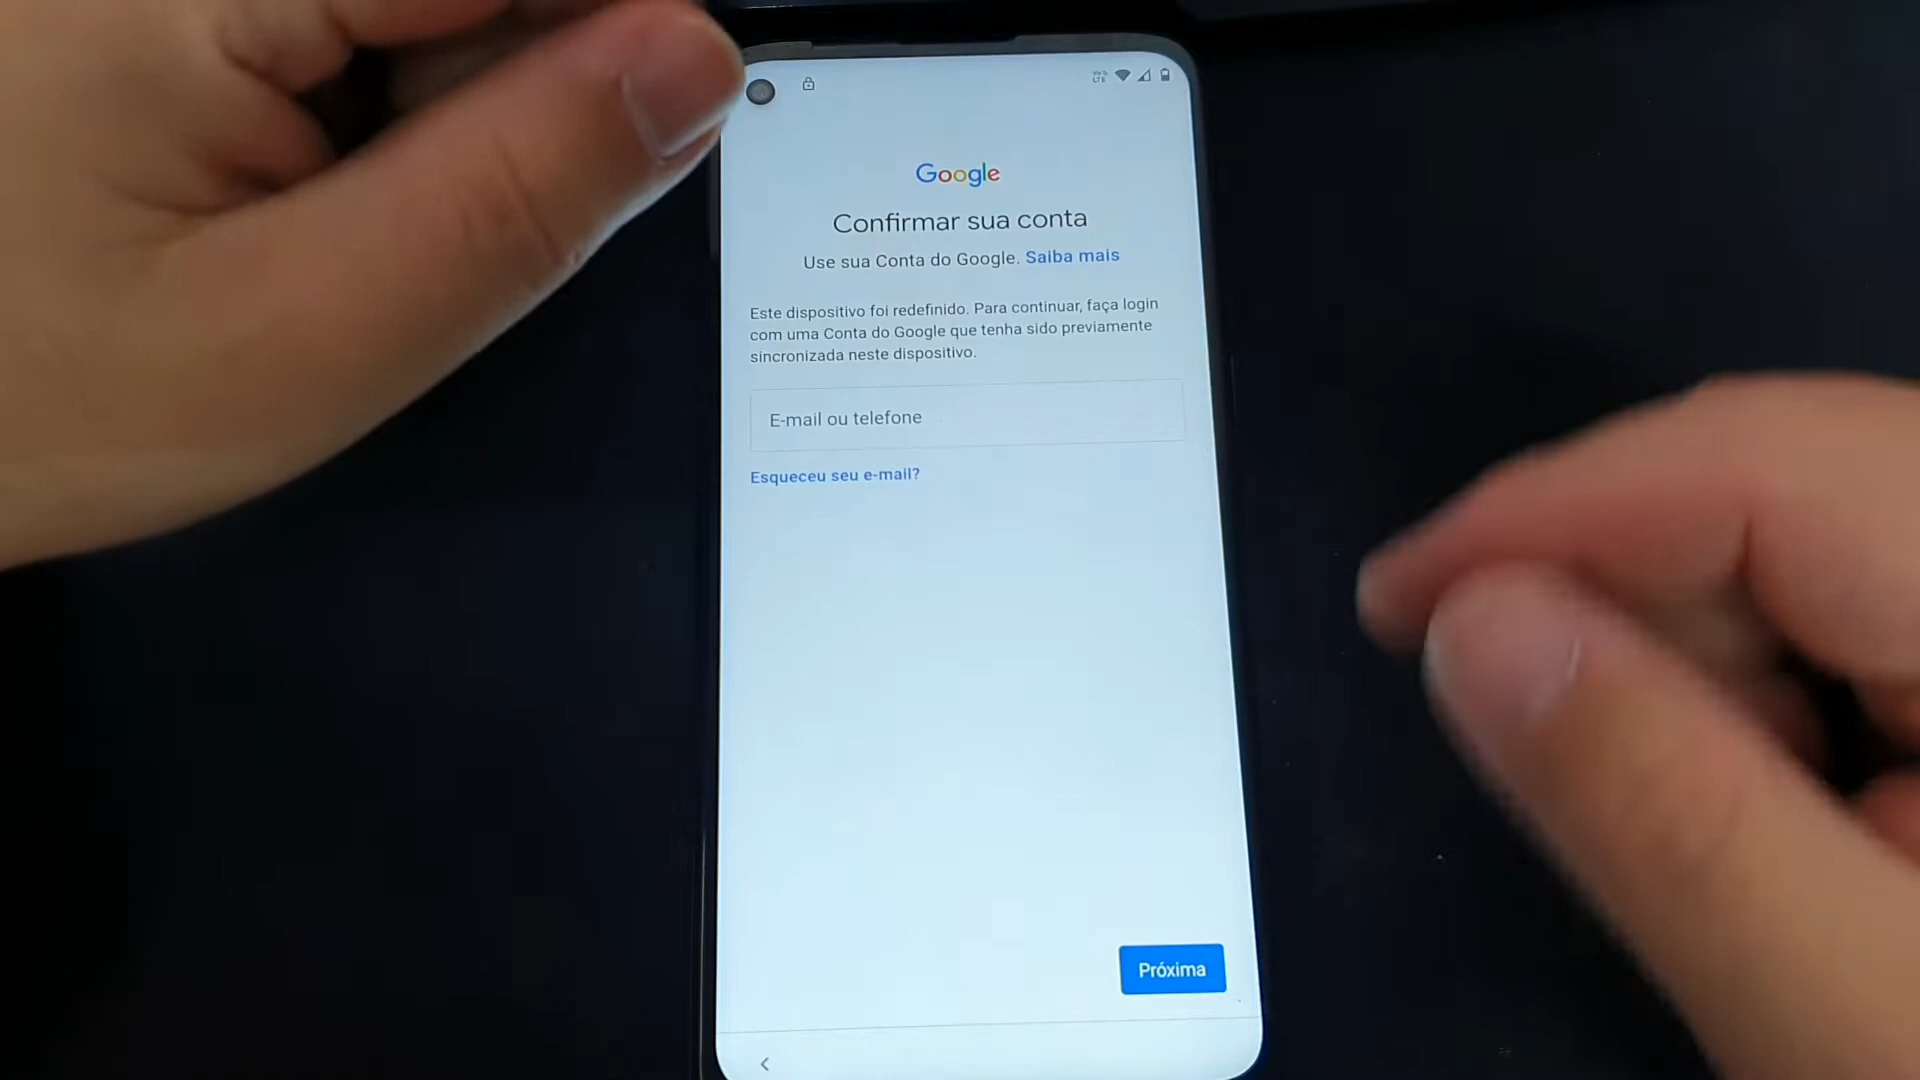 Vo LTE
Google
Confirmar sua conta
Use sua Conta do Google. Saiba mais
Este dispositivo foi redefinido. Para continuar, faça login
com uma Conta do Google que tenha sido previamente
sincronizada neste dispositivo.
E-mail ou telefone
Esqueceu seu e-mail?
Próxima